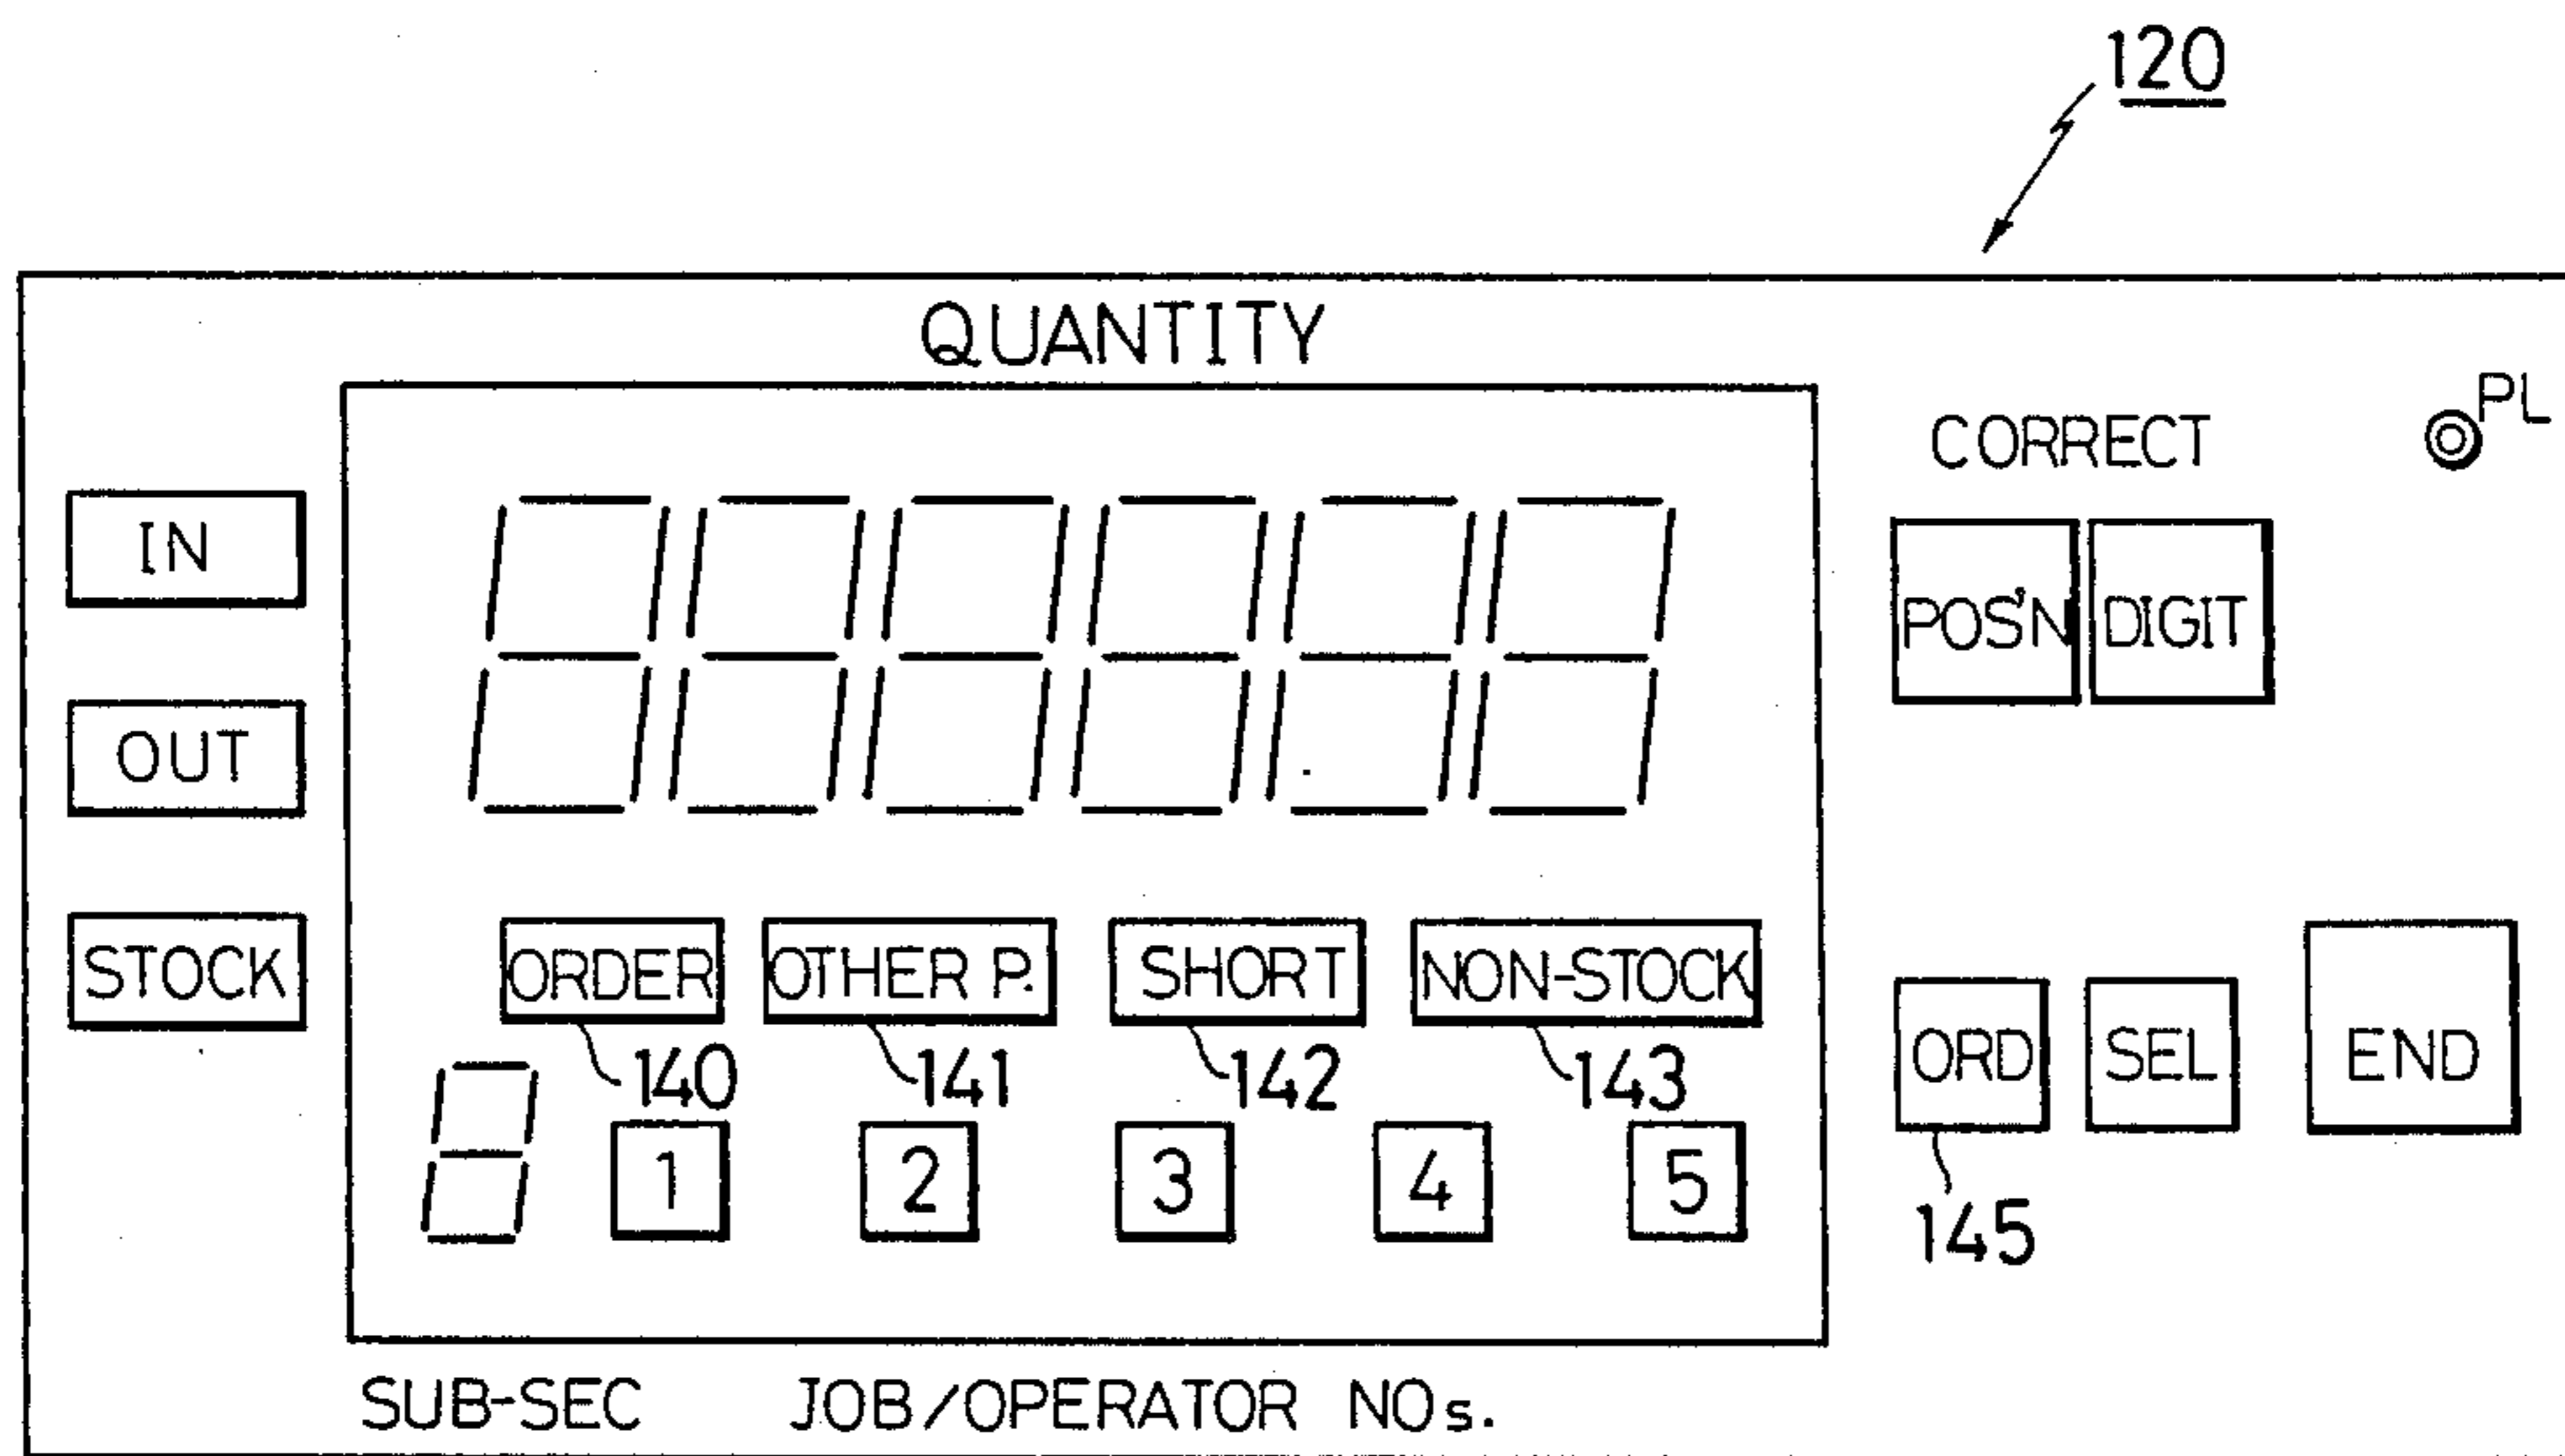 120
QUANTITY
PL
CORRECT
IN
POS'N DIGIT
OUT
STOCK ORDER OTHER P. SHORT NON-STOCK
ORD SEL END
140 141 142 143
1 2 3 4 5
145
SUB-SEC JOB/OPERATOR NOs.